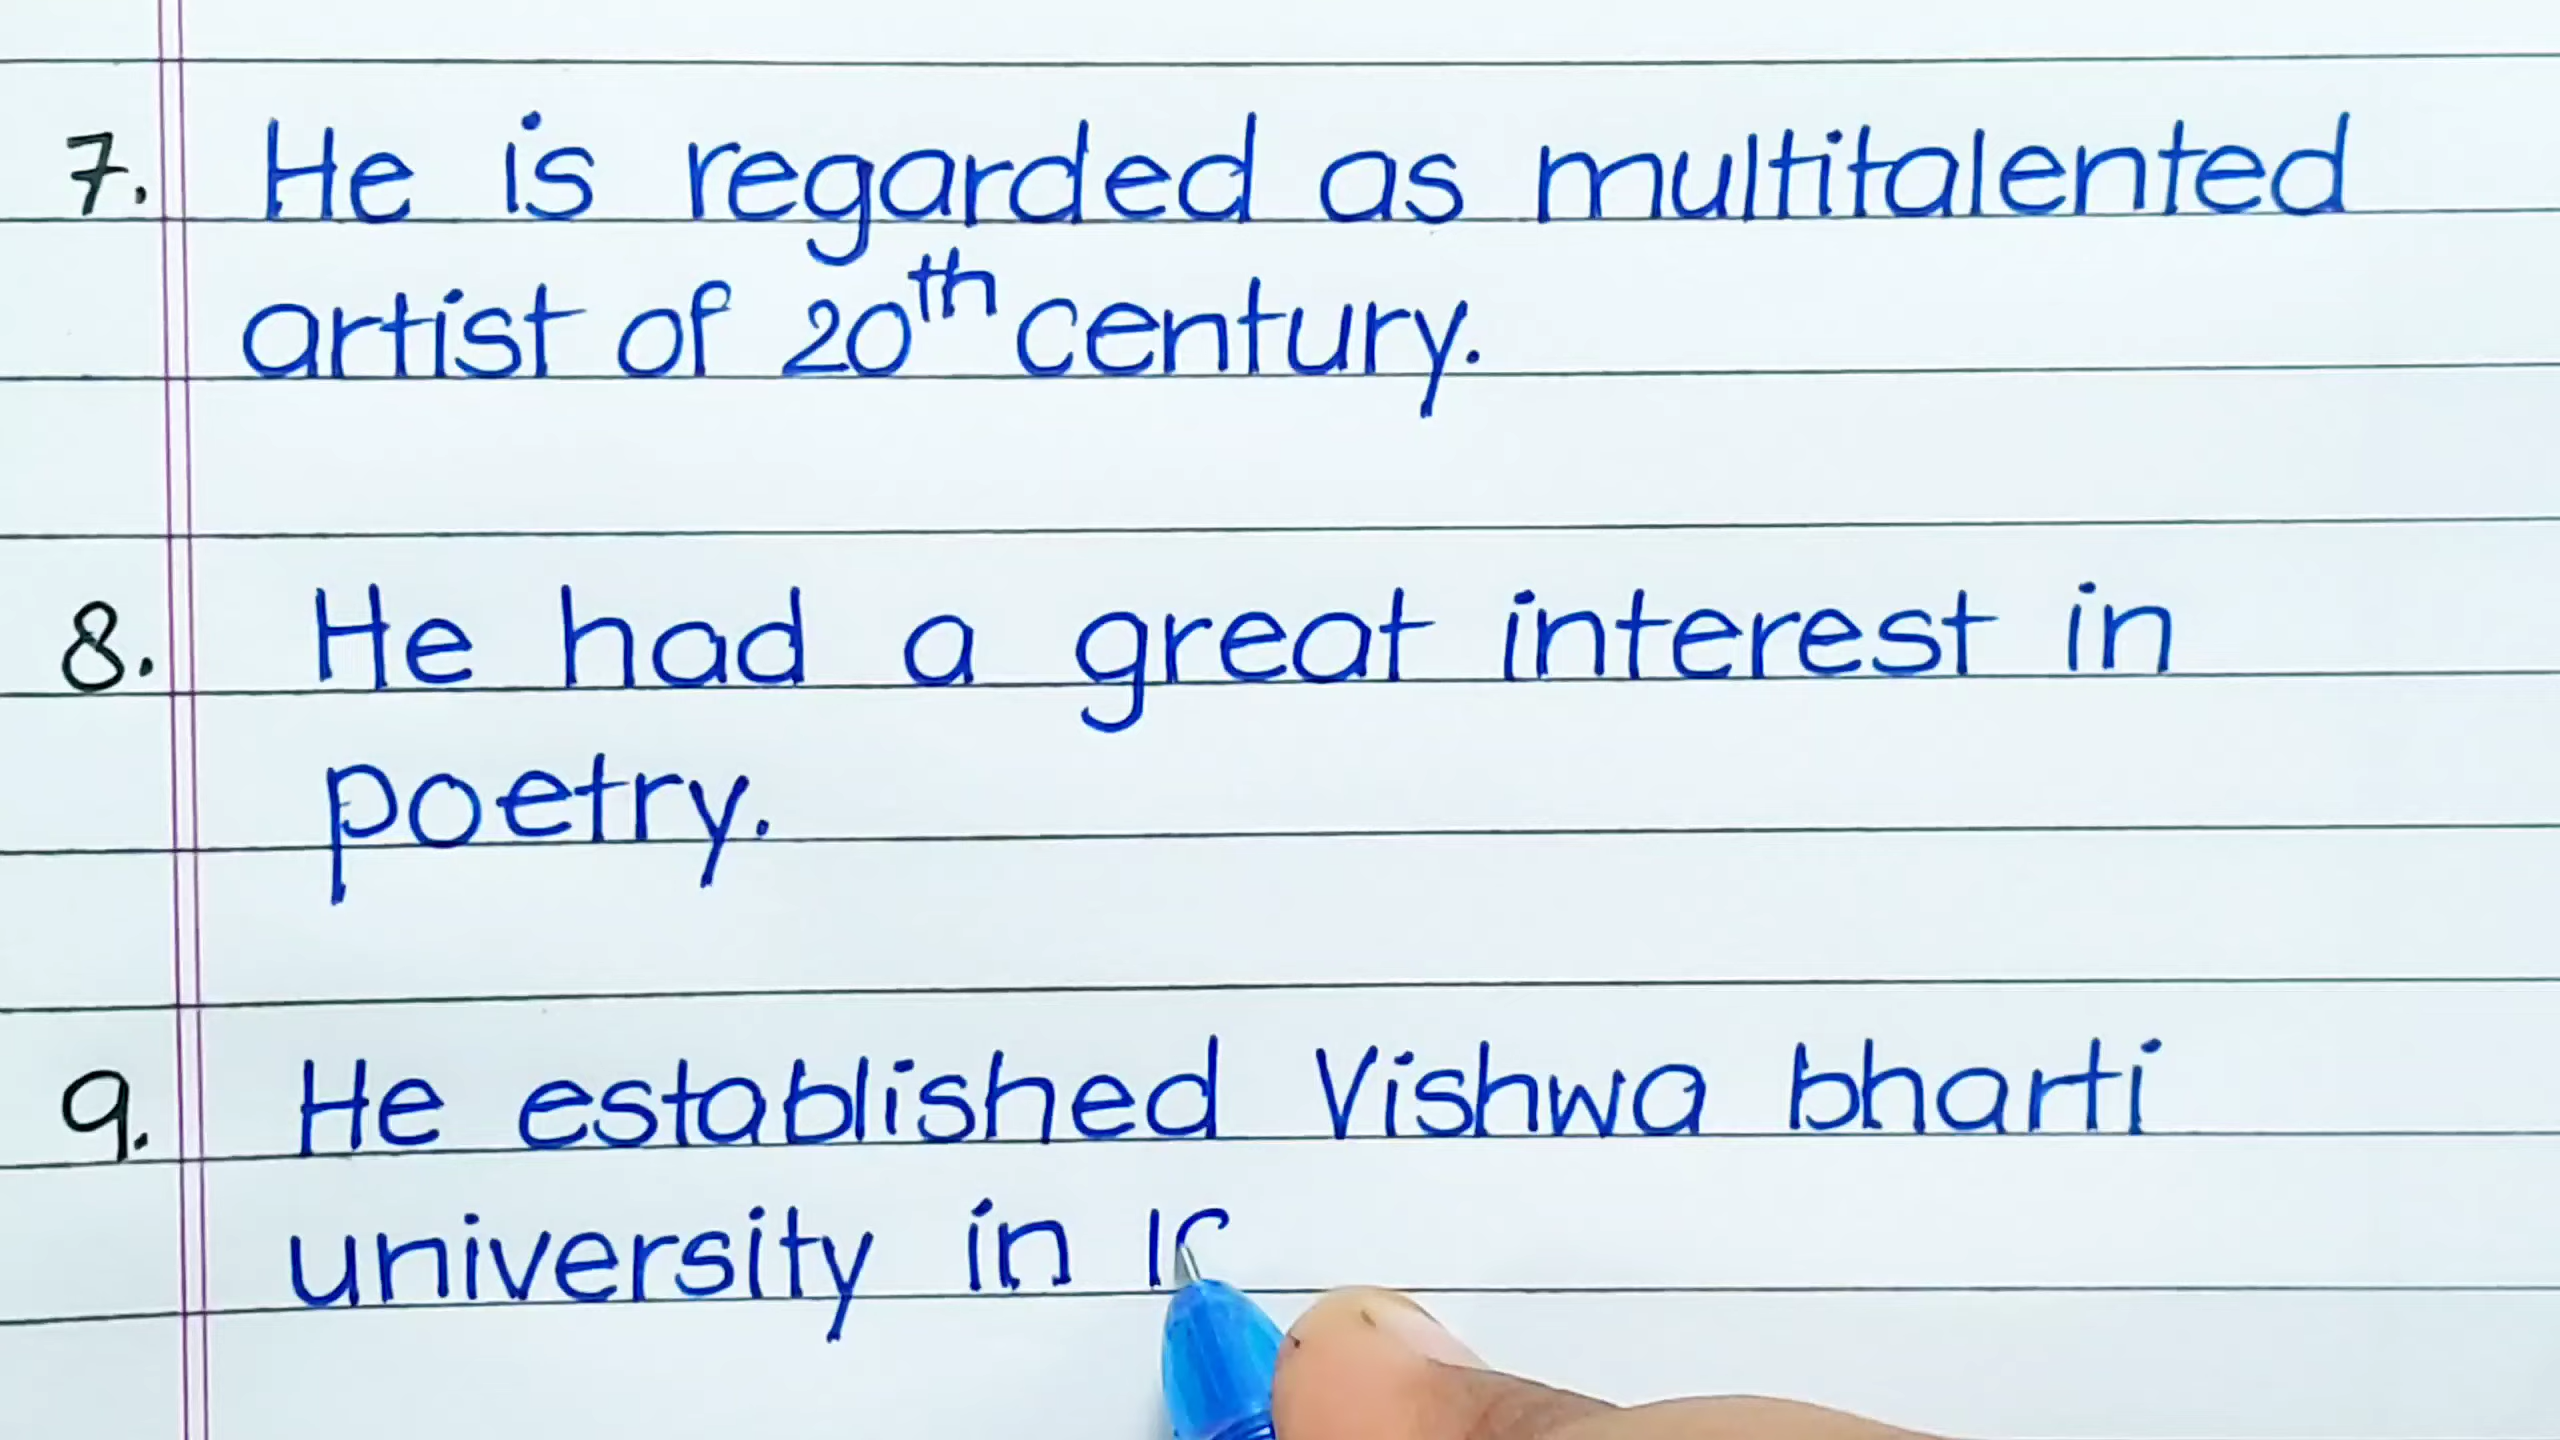 7. He is regarded as multitalented
artist of 20th century.
8. He had a great interest in
poetry.
9. He established Vishwa bharti
university in